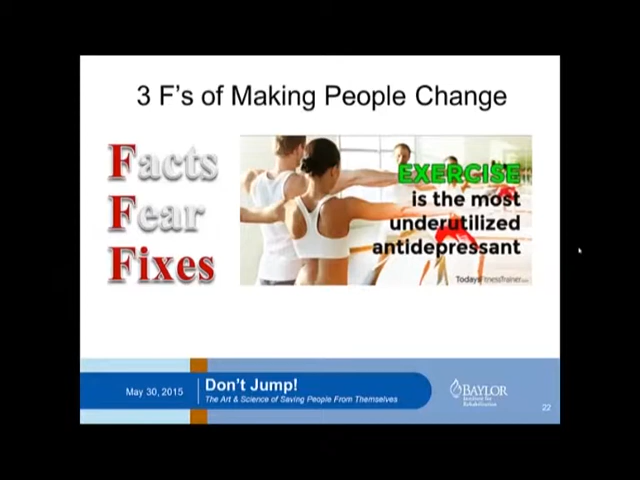 3 F's of Making People Change
Facts
Fear
Fixes
EXERCISE
is the most
underutilized
antidepressant
TodaysFitnessTrainer
May 30, 2015
Don't Jump!
The Art & Science of Saving People From Themselves
BAYLOR
Institute for
Rehabilitation
22